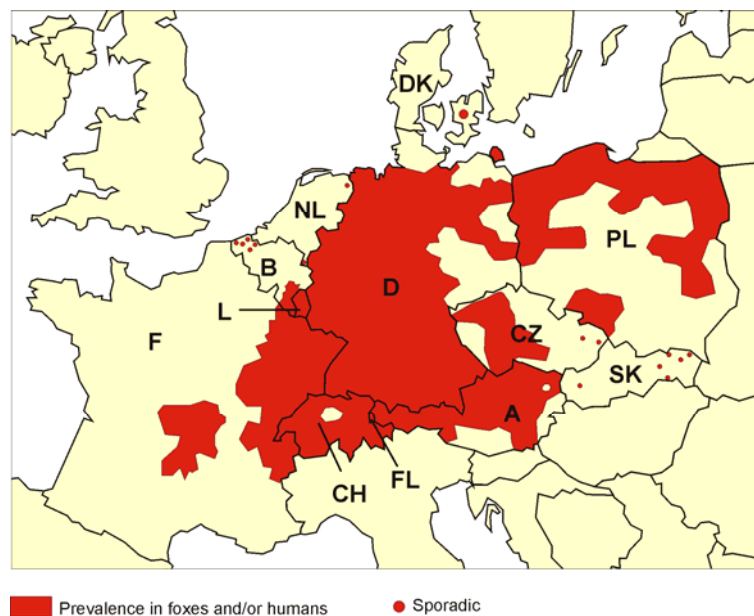 DK
NL
PL
B
D
L
F
CZ
SK
A
CH
FL
Prevalence in foxes and/or humans
Sporadic